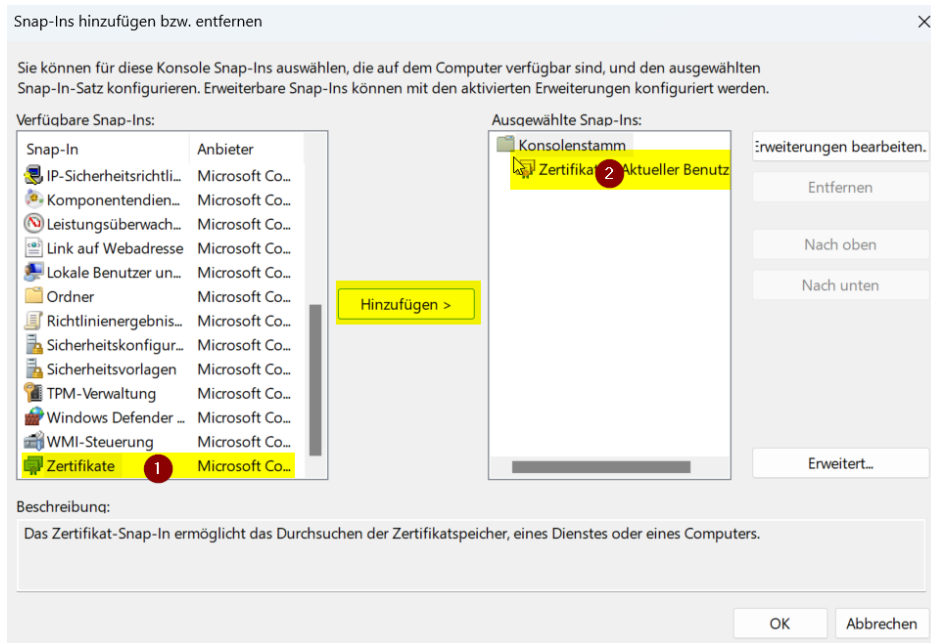 Snap-Ins hinzufügen bzw. entfernen
Sie können für diese Konsole Snap-Ins auswählen, die auf dem Computer verfügbar sind, und den ausgewählten
Snap-In-Satz konfigurieren. Erweiterbare Snap-Ins können mit den aktivierten Erweiterungen konfiguriert werden.
Verfügbare Snap-Ins:
Snap-In Anbieter
IP-Sicherheitsrichtli... Microsoft Co...
Komponentendien... Microsoft Co...
Leistungsüberwach... Microsoft Co...
Link auf Webadresse Microsoft Co...
Lokale Benutzer un... Microsoft Co...
Ordner Microsoft Co...
Richtlinienergebnis... Microsoft Co...
Sicherheitskonfigur... Microsoft Co...
Sicherheitsvorlagen Microsoft Co...
TPM-Verwaltung Microsoft Co...
Windows Defender ... Microsoft Co...
WMI-Steuerung Microsoft Co...
Zertifikate 1 Microsoft Co...
Hinzufügen >
Ausgewählte Snap-Ins:
Konsolenstamm
2 Aktueller Benutz
rweiterungen bearbeiten.
Entfernen
Nach oben
Nach unten
Erweitert...
Beschreibung:
Das Zertifikat-Snap-In ermöglicht das Durchsuchen der Zertifikatspeicher, eines Dienstes oder eines Computers.
OK
Abbrechen